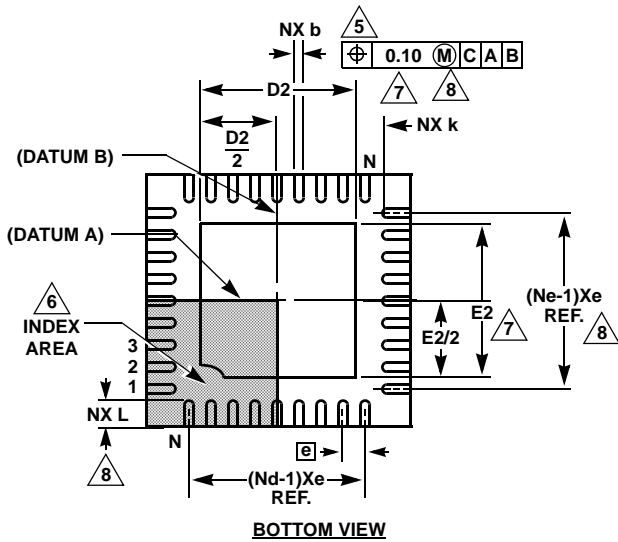 NX b
5
⌖ 0.10 Ⓜ C A B
D2
7
8
D2
2
NX k
(DATUM B)
N
(DATUM A)
6
INDEX
AREA
(Ne-1)Xe
REF.
8
E2
7
E2/2
3
2
1
NX L
8
N
e
(Nd-1)Xe
REF.
BOTTOM VIEW